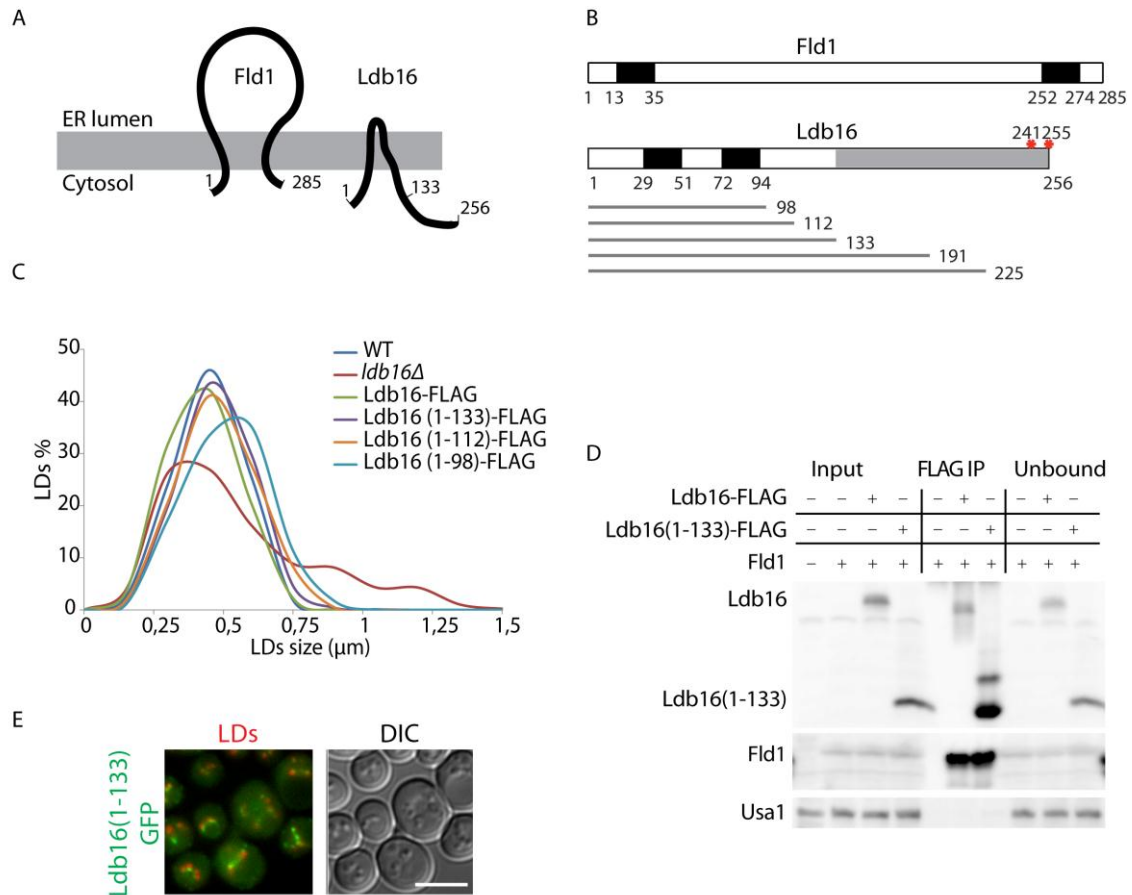 A
Fld1
Ldb16
ER lumen
Cytosol
1
285
1
133
256
B
Fld1
1 13 35 252 274 285
Ldb16
241 255
1 29 51 72 94 256
98
112
133
191
225
C
50
40
30
20
10
0
LDs %
0 0,25 0,5 0,75 1 1,25 1,5
LDs size (µm)
WT
ldb16Δ
Ldb16-FLAG
Ldb16 (1-133)-FLAG
Ldb16 (1-112)-FLAG
Ldb16 (1-98)-FLAG
D
Input FLAG IP Unbound
Ldb16-FLAG – – + – – + – – + –
Ldb16(1-133)-FLAG – – – + – – + – – +
Fld1 – + + + + + + + + +
Ldb16
Ldb16(1-133)
Fld1
Usa1
E
LDs DIC
Ldb16(1-133)
GFP